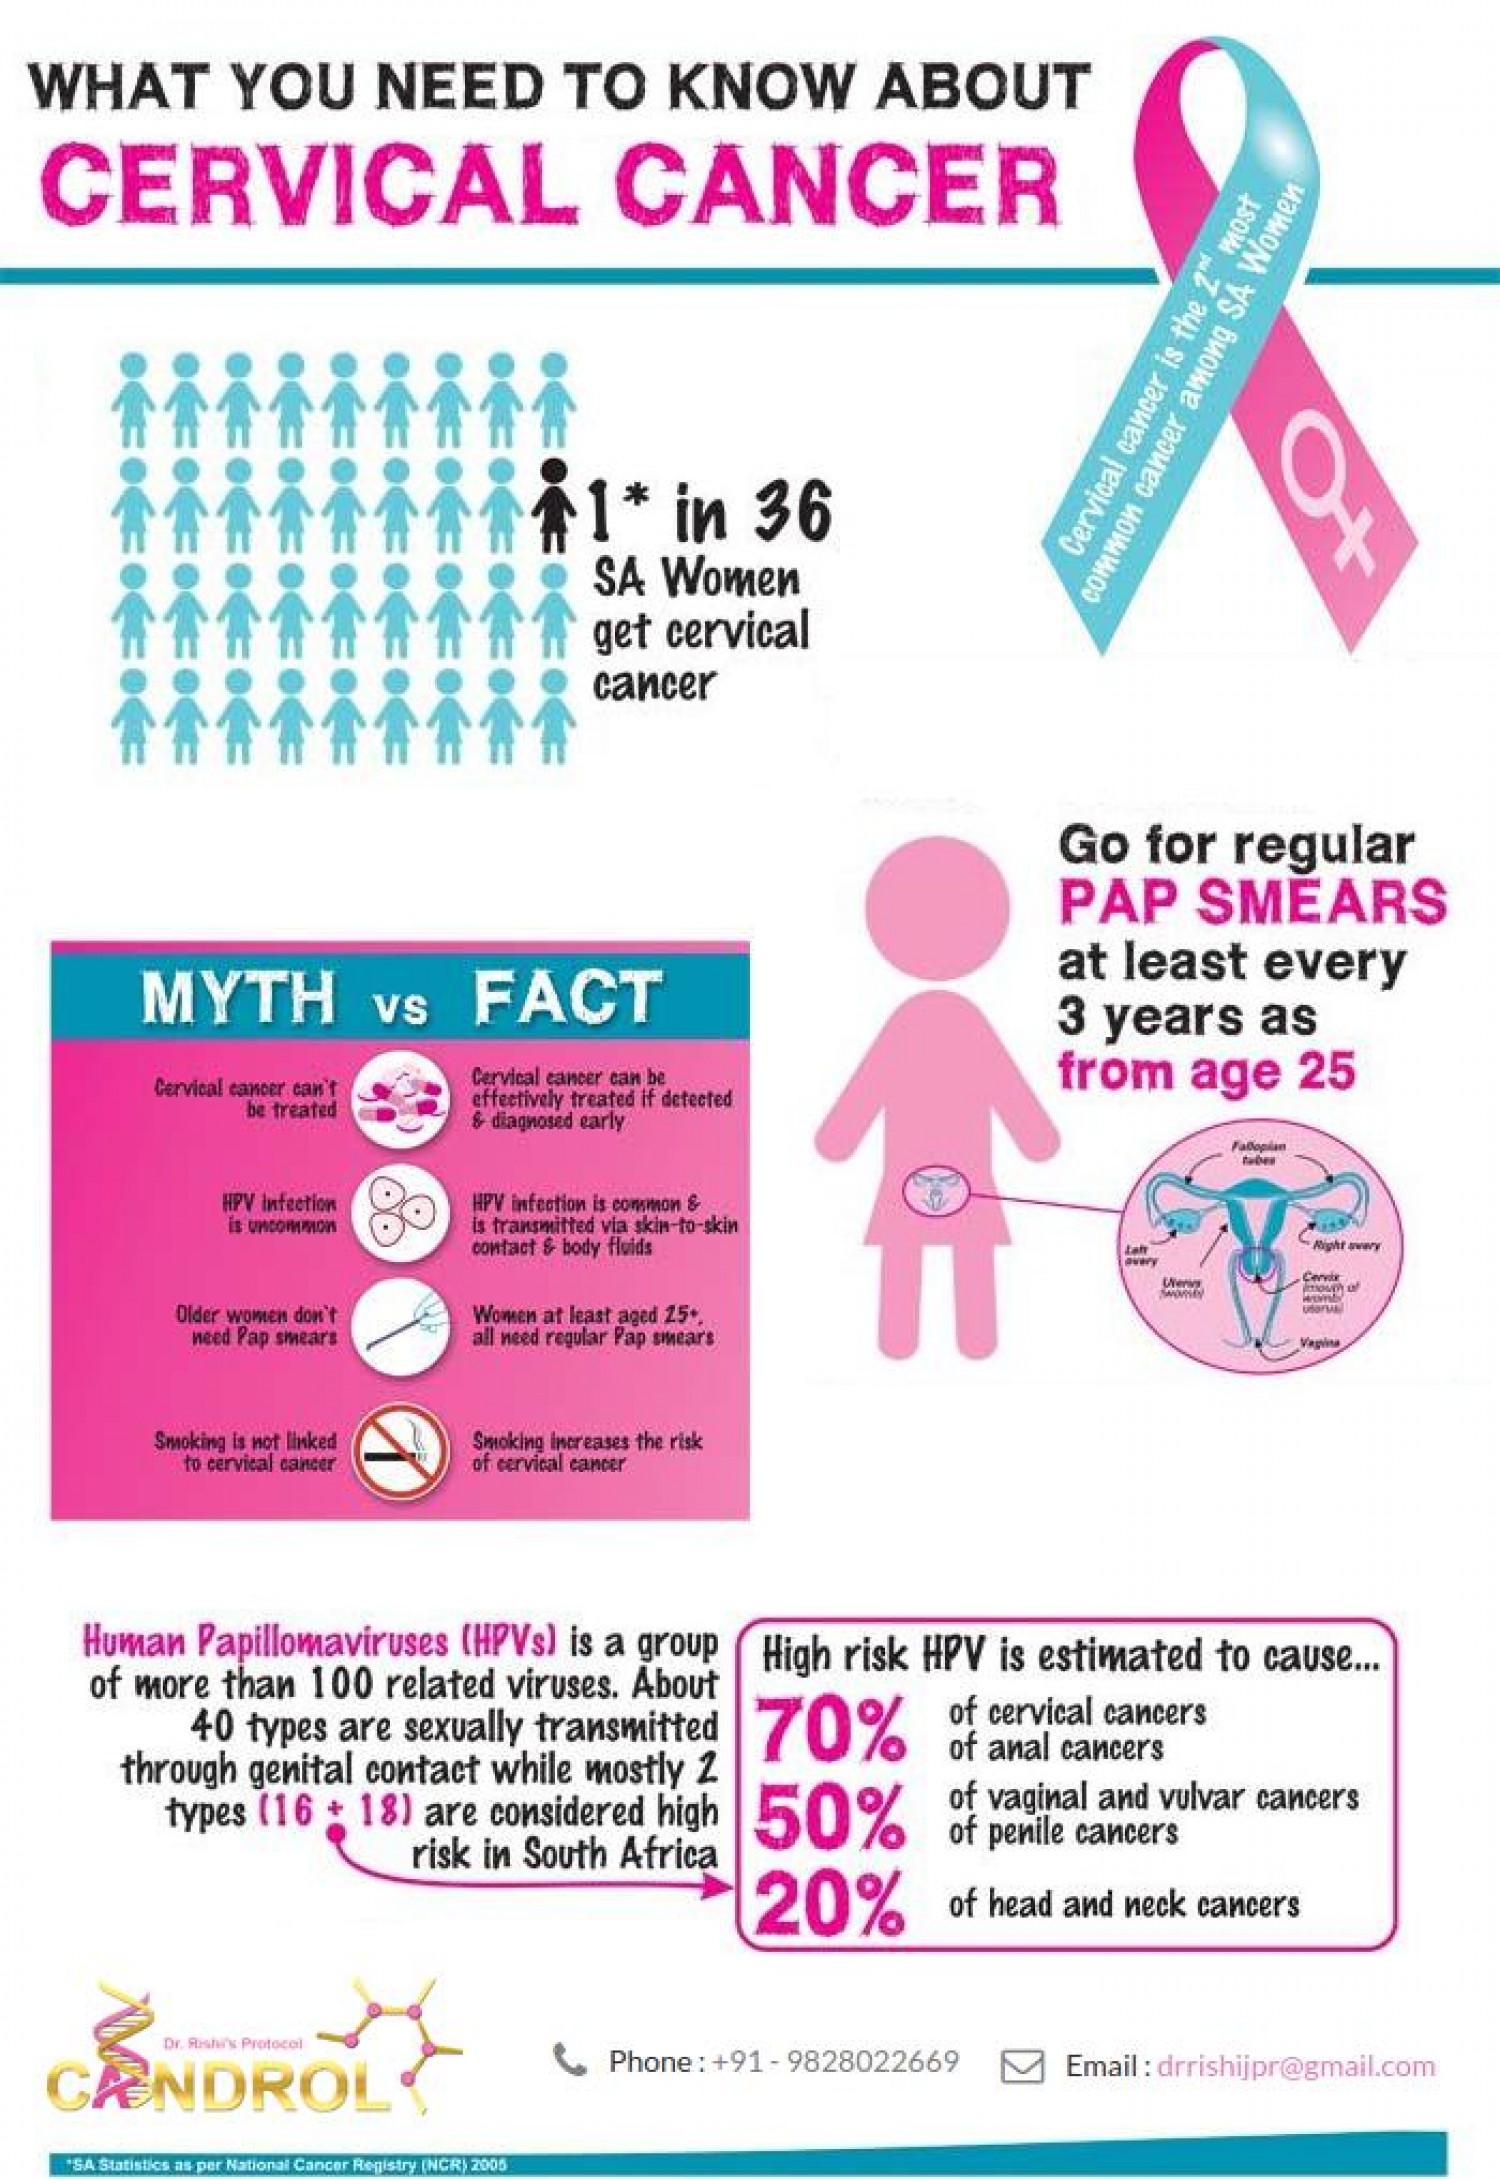 WHAT YOU NEED TO KNOW ABOUT
CERVICAL CANCER
Cervical cancer is the 2nd most
common cancer among SA Women
1* in 36
SA Women
get cervical
cancer
Go for regular
PAP SMEARS
at least every
3 years as
from age 25
Fallopian
tubes
Left
ovary
Right ovary
Uterus
(womb)
Cervix
(mouth of
womb/
uterus)
Vagina
MYTH vs FACT
Cervical cancer can't
be treated
Cervical cancer can be
effectively treated if detected
& diagnosed early
HPV infection
is uncommon
HPV infection is common &
is transmitted via skin-to-skin
contact & body fluids
Older women don't
need Pap smears
Women at least aged 25+,
all need regular Pap smears
Smoking is not linked
to cervical cancer
Smoking increases the risk
of cervical cancer
Human Papillomaviruses (HPVs) is a group
of more than 100 related viruses. About
40 types are sexually transmitted
through genital contact while mostly 2
types (16 + 18) are considered high
risk in South Africa
High risk HPV is estimated to cause...
70% of cervical cancers
of anal cancers
50% of vaginal and vulvar cancers
of penile cancers
20% of head and neck cancers
Dr. Rishi's Protocol
CANDROL
Phone : +91 - 9828022669
Email : drrishijpr@gmail.com
*SA Statistics as per National Cancer Registry (NCR) 2005